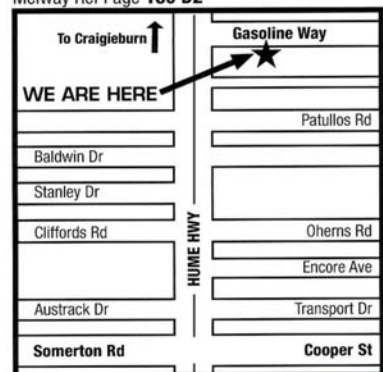 To Craigieburn
Gasoline Way
WE ARE HERE
Patullos Rd
Baldwin Dr
Stanley Dr
Cliffords Rd
Oherns Rd
HUME HWY
Encore Ave
Austrack Dr
Transport Dr
Somerton Rd
Cooper St